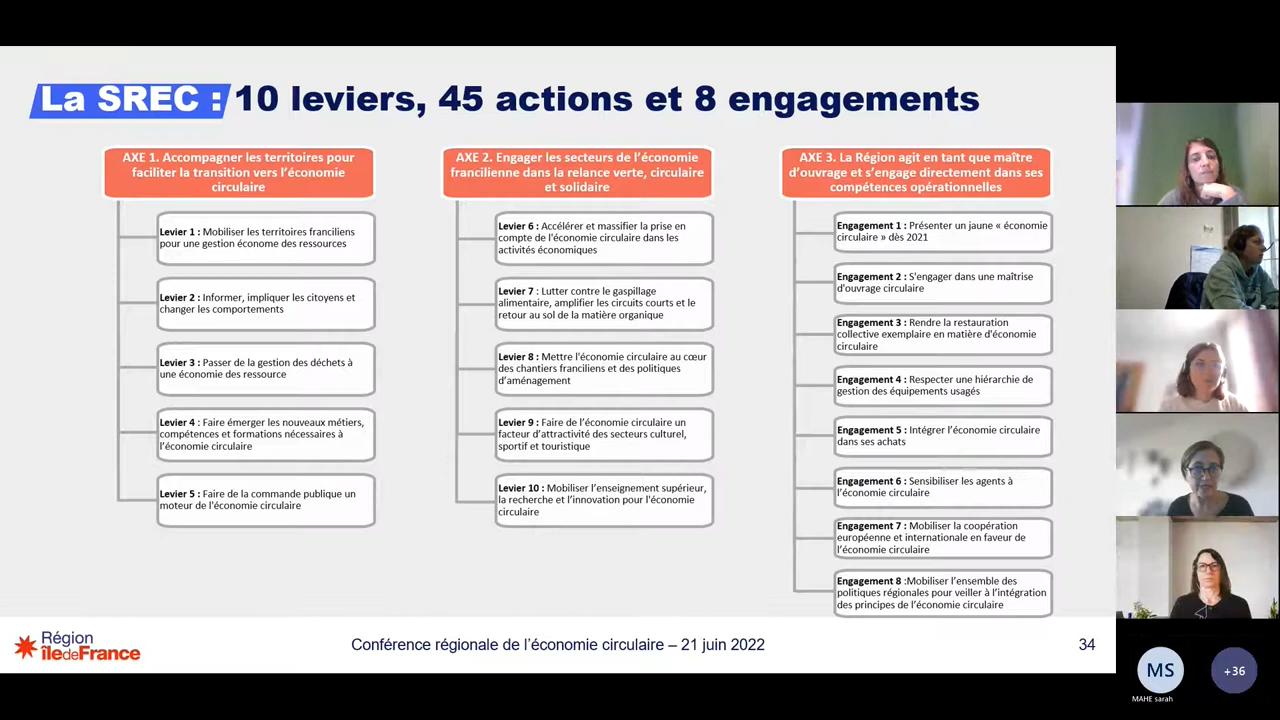 La SREC : 10 leviers, 45 actions et 8 engagements
AXE 1. Accompagner les territoires pour
faciliter la transition vers l'économie
circulaire
Levier 1 : Mobiliser les territoires franciliens
pour une gestion économe des ressources
Levier 2 : Informer, impliquer les citoyens et
changer les comportements
Levier 3 : Passer de la gestion des déchets à
une économie des ressource
Levier 4 : Faire émerger les nouveaux métiers,
compétences et formations nécessaires à
l'économie circulaire
Levier 5 : Faire de la commande publique un
moteur de l'économie circulaire
AXE 2. Engager les secteurs de l'économie
francilienne dans la relance verte, circulaire
et solidaire
Levier 6 : Accélérer et massifier la prise en
compte de l'économie circulaire dans les
activités économiques
Levier 7 : Lutter contre le gaspillage
alimentaire, amplifier les circuits courts et le
retour au sol de la matière organique
Levier 8 : Mettre l'économie circulaire au cœur
des chantiers franciliens et des politiques
d'aménagement
Levier 9 : Faire de l'économie circulaire un
facteur d'attractivité des secteurs culturel,
sportif et touristique
Levier 10 : Mobiliser l'enseignement supérieur,
la recherche et l'innovation pour l'économie
circulaire
AXE 3. La Région agit en tant que maître
d'ouvrage et s'engage directement dans ses
compétences opérationnelles
Engagement 1 : Présenter un jaune « économie
circulaire » dès 2021
Engagement 2 : S'engager dans une maîtrise
d'ouvrage circulaire
Engagement 3 : Rendre la restauration
collective exemplaire en matière d'économie
circulaire
Engagement 4 : Respecter une hiérarchie de
gestion des équipements usagés
Engagement 5 : Intégrer l'économie circulaire
dans ses achats
Engagement 6 : Sensibiliser les agents à
l'économie circulaire
Engagement 7 : Mobiliser la coopération
européenne et internationale en faveur de
l'économie circulaire
Engagement 8 :Mobiliser l'ensemble des
politiques régionales pour veiller à l'intégration
des principes de l'économie circulaire
Région
îledeFrance
Conférence régionale de l'économie circulaire – 21 juin 2022
34
MS
+36
MAHE sarah